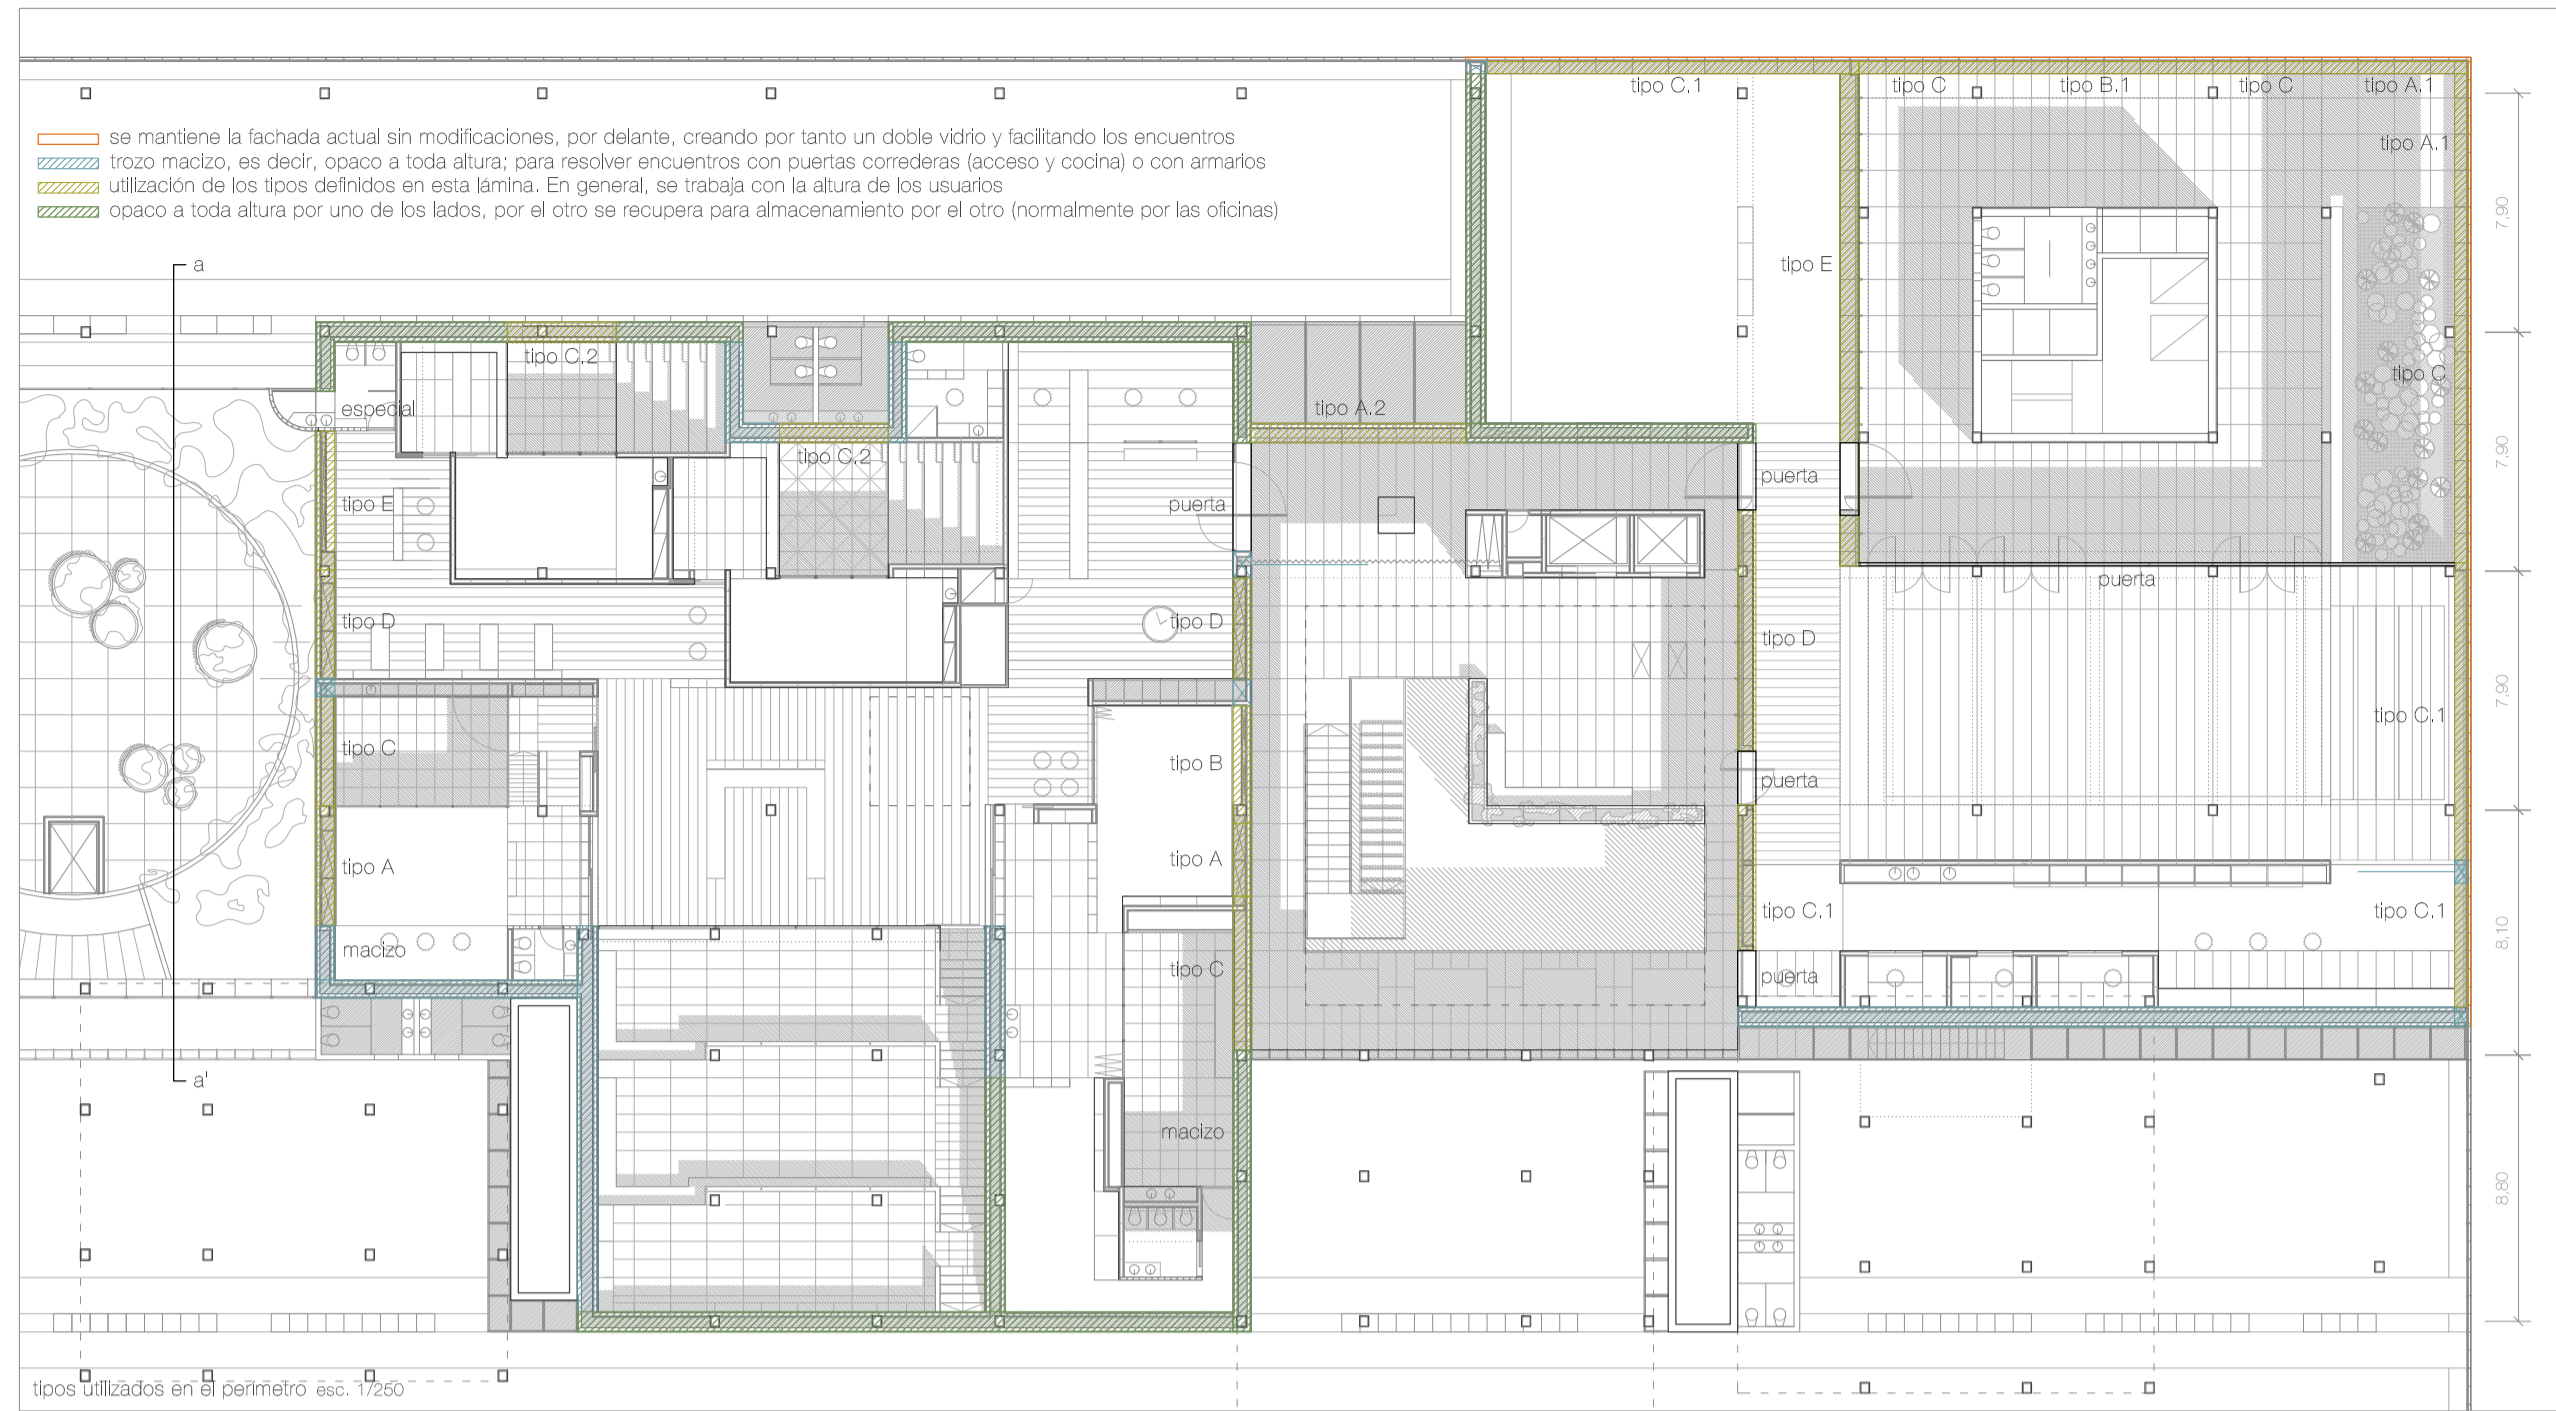 tipo C.1
tipo C
tipo B.1
tipo C
tipo A.1
se mantiene la fachada actual sin modificaciones, por delante, creando por tanto un doble vidrio y facilitando los encuentros
trozo macizo, es decir, opaco a toda altura; para resolver encuentros con puertas correderas (acceso y cocina) o con armarios
utilización de los tipos definidos en esta lámina. En general, se trabaja con la altura de los usuarios
opaco a toda altura por uno de los lados, por el otro se recupera para almacenamiento por el otro (normalmente por las oficinas)
tipo A.1
7,90
a
tipo E
tipo C.2
tipo C
especial
tipo A.2
tipo C.2
7,90
puerta
tipo E
puerta
puerta
tipo D
tipo D
tipo D
7,90
tipo C.1
tipo C
tipo B
puerta
tipo A
tipo A
tipo C.1
tipo C.1
8,10
macizo
tipo C
puerta
a'
macizo
8,80
tipos utilizados en el perímetro esc. 1/250